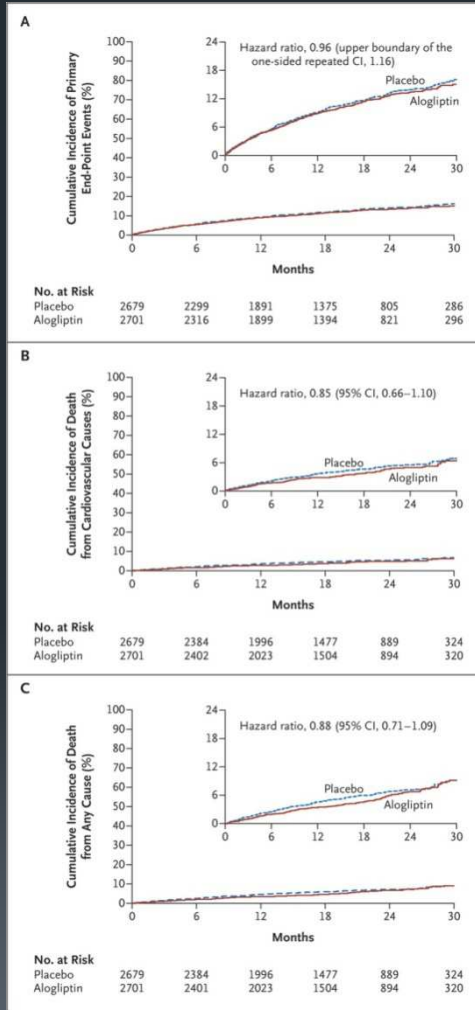 A
Cumulative Incidence of Primary
End-Point Events (%)
100
90
80
70
60
50
40
30
20
10
0
24
18
12
6
0
Hazard ratio, 0.96 (upper boundary of the
one-sided repeated CI, 1.16)
Placebo
Alogliptin
0 6 12 18 24 30
0 6 12 18 24 30
Months
No. at Risk
Placebo 2679 2299 1891 1375 805 286
Alogliptin 2701 2316 1899 1394 821 296
B
Cumulative Incidence of Death
from Cardiovascular Causes (%)
100
90
80
70
60
50
40
30
20
10
0
24
18
12
6
0
Hazard ratio, 0.85 (95% CI, 0.66–1.10)
Placebo
Alogliptin
0 6 12 18 24 30
0 6 12 18 24 30
Months
No. at Risk
Placebo 2679 2384 1996 1477 889 324
Alogliptin 2701 2402 2023 1504 894 320
C
Cumulative Incidence of Death
from Any Cause (%)
100
90
80
70
60
50
40
30
20
10
0
24
18
12
6
0
Hazard ratio, 0.88 (95% CI, 0.71–1.09)
Placebo
Alogliptin
0 6 12 18 24 30
0 6 12 18 24 30
Months
No. at Risk
Placebo 2679 2384 1996 1477 889 324
Alogliptin 2701 2401 2023 1504 894 320